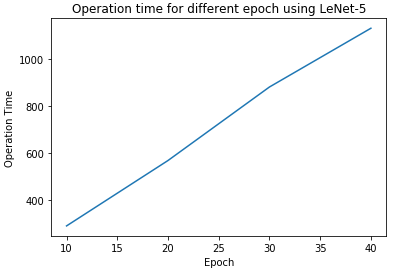 Operation time for different epoch using LeNet-5
1000
800
600
400
Operation Time
10 15 20 25 30 35 40
Epoch